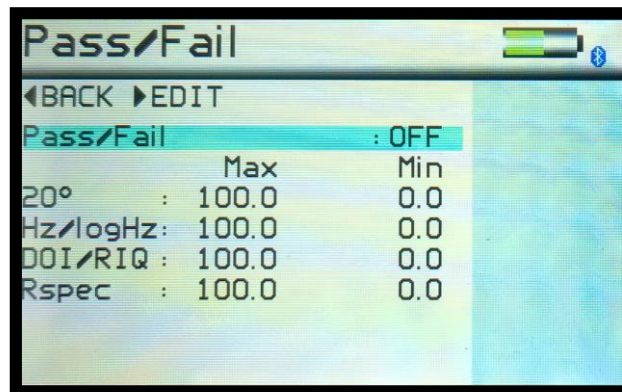 Pass/Fail
◀BACK ▶EDIT
Pass/Fail : OFF
Max Min
20° : 100.0 0.0
Hz/logHz: 100.0 0.0
DOI/RIQ : 100.0 0.0
Rspec : 100.0 0.0